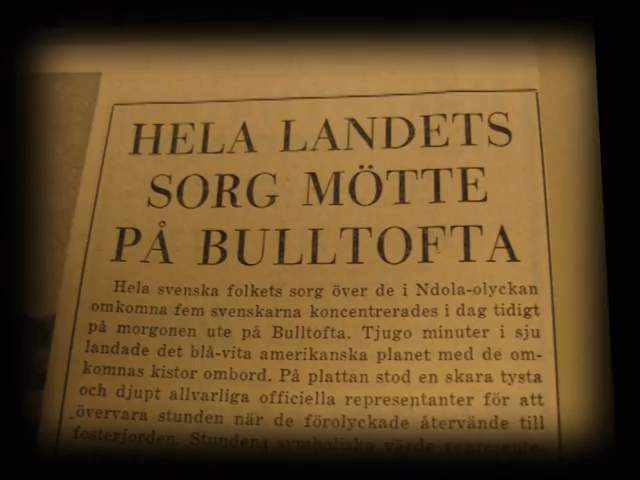 HELA LANDETS
SORG MÖTTE
PÅ BULLTOFTA
Hela svenska folkets sorg över de i Ndola-olyckan
omkomna fem svenskarna koncentrerades i dag tidigt
på morgonen ute på Bulltofta. Tjugo minuter i sju
landade det blå-vita amerikanska planet med de om-
komnas kistor ombord. På plattan stod en skara tysta
och djupt allvarliga officiella representanter för att
övervara stunden när de förolyckade återvände till
fosterjorden. Stundens symboliska värde